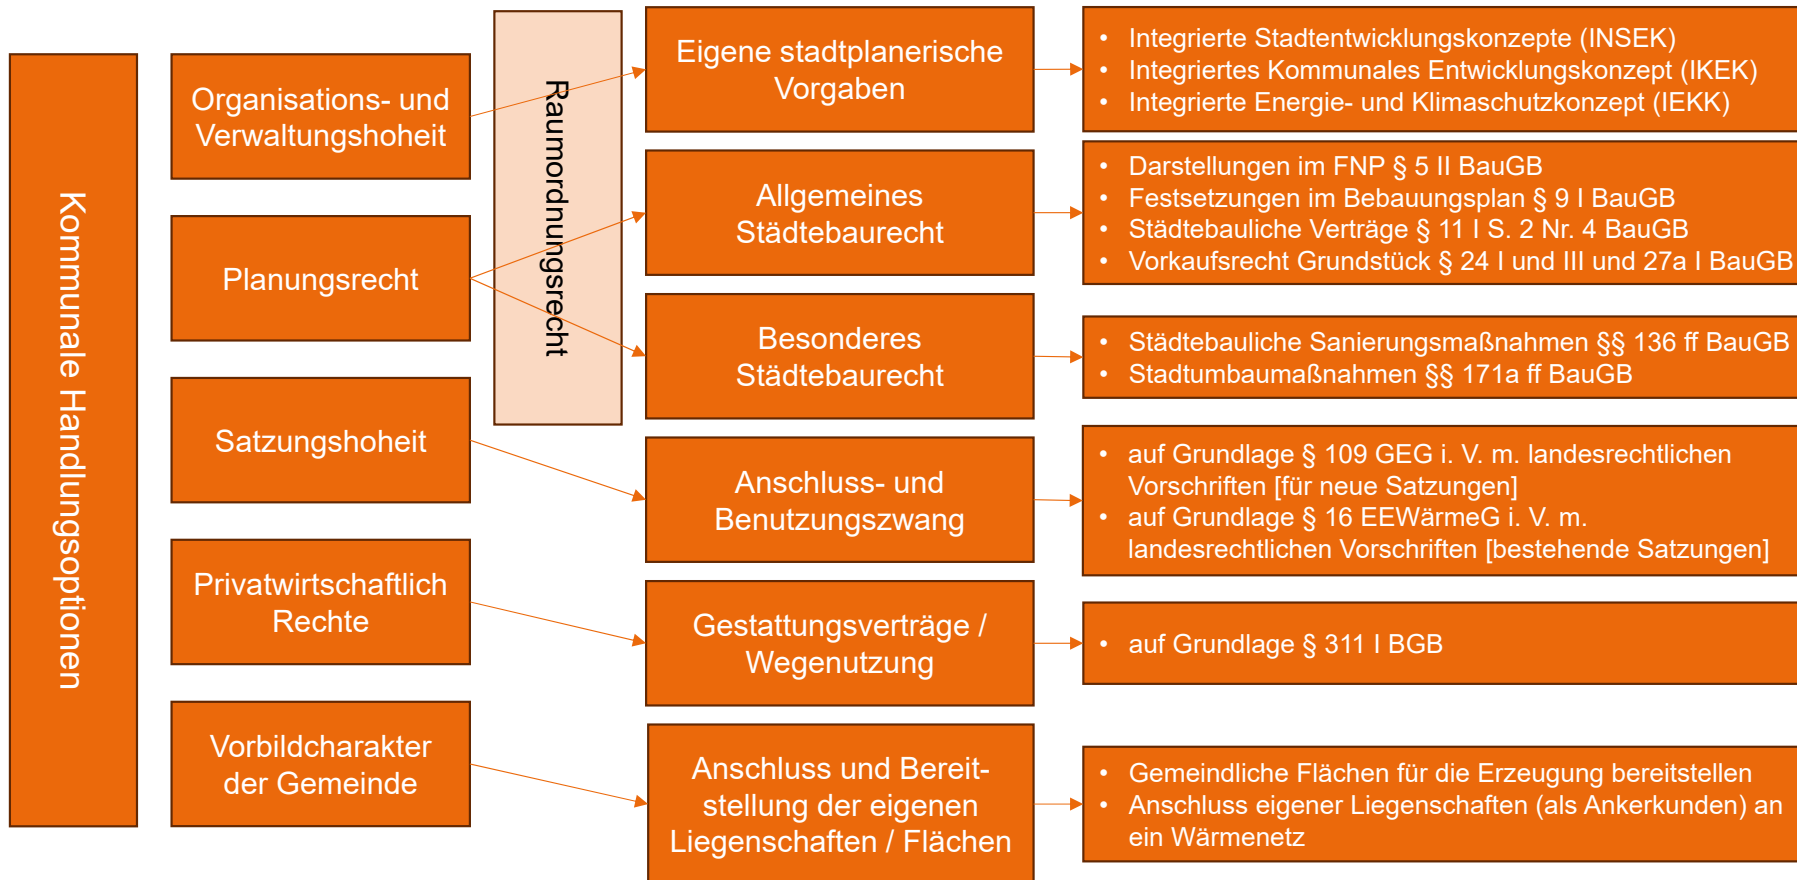 Kommunale Handlungsoptionen
Organisations- und
Verwaltungshoheit
Planungsrecht
Satzungshoheit
Privatwirtschaftlich
Rechte
Vorbildcharakter
der Gemeinde
Raumordnungsrecht
Eigene stadtplanerische
Vorgaben
Allgemeines
Städtebaurecht
Besonderes
Städtebaurecht
Anschluss- und
Benutzungszwang
Gestattungsverträge /
Wegenutzung
Anschluss und Bereit-
stellung der eigenen
Liegenschaften / Flächen
• Integrierte Stadtentwicklungskonzepte (INSEK)
• Integriertes Kommunales Entwicklungskonzept (IKEK)
• Integrierte Energie- und Klimaschutzkonzept (IEKK)
• Darstellungen im FNP § 5 II BauGB
• Festsetzungen im Bebauungsplan § 9 I BauGB
• Städtebauliche Verträge § 11 I S. 2 Nr. 4 BauGB
• Vorkaufsrecht Grundstück § 24 I und III und 27a I BauGB
• Städtebauliche Sanierungsmaßnahmen §§ 136 ff BauGB
• Stadtumbaumaßnahmen §§ 171a ff BauGB
• auf Grundlage § 109 GEG i. V. m. landesrechtlichen
Vorschriften [für neue Satzungen]
• auf Grundlage § 16 EEWärmeG i. V. m.
landesrechtlichen Vorschriften [bestehende Satzungen]
• auf Grundlage § 311 I BGB
• Gemeindliche Flächen für die Erzeugung bereitstellen
• Anschluss eigener Liegenschaften (als Ankerkunden) an
ein Wärmenetz